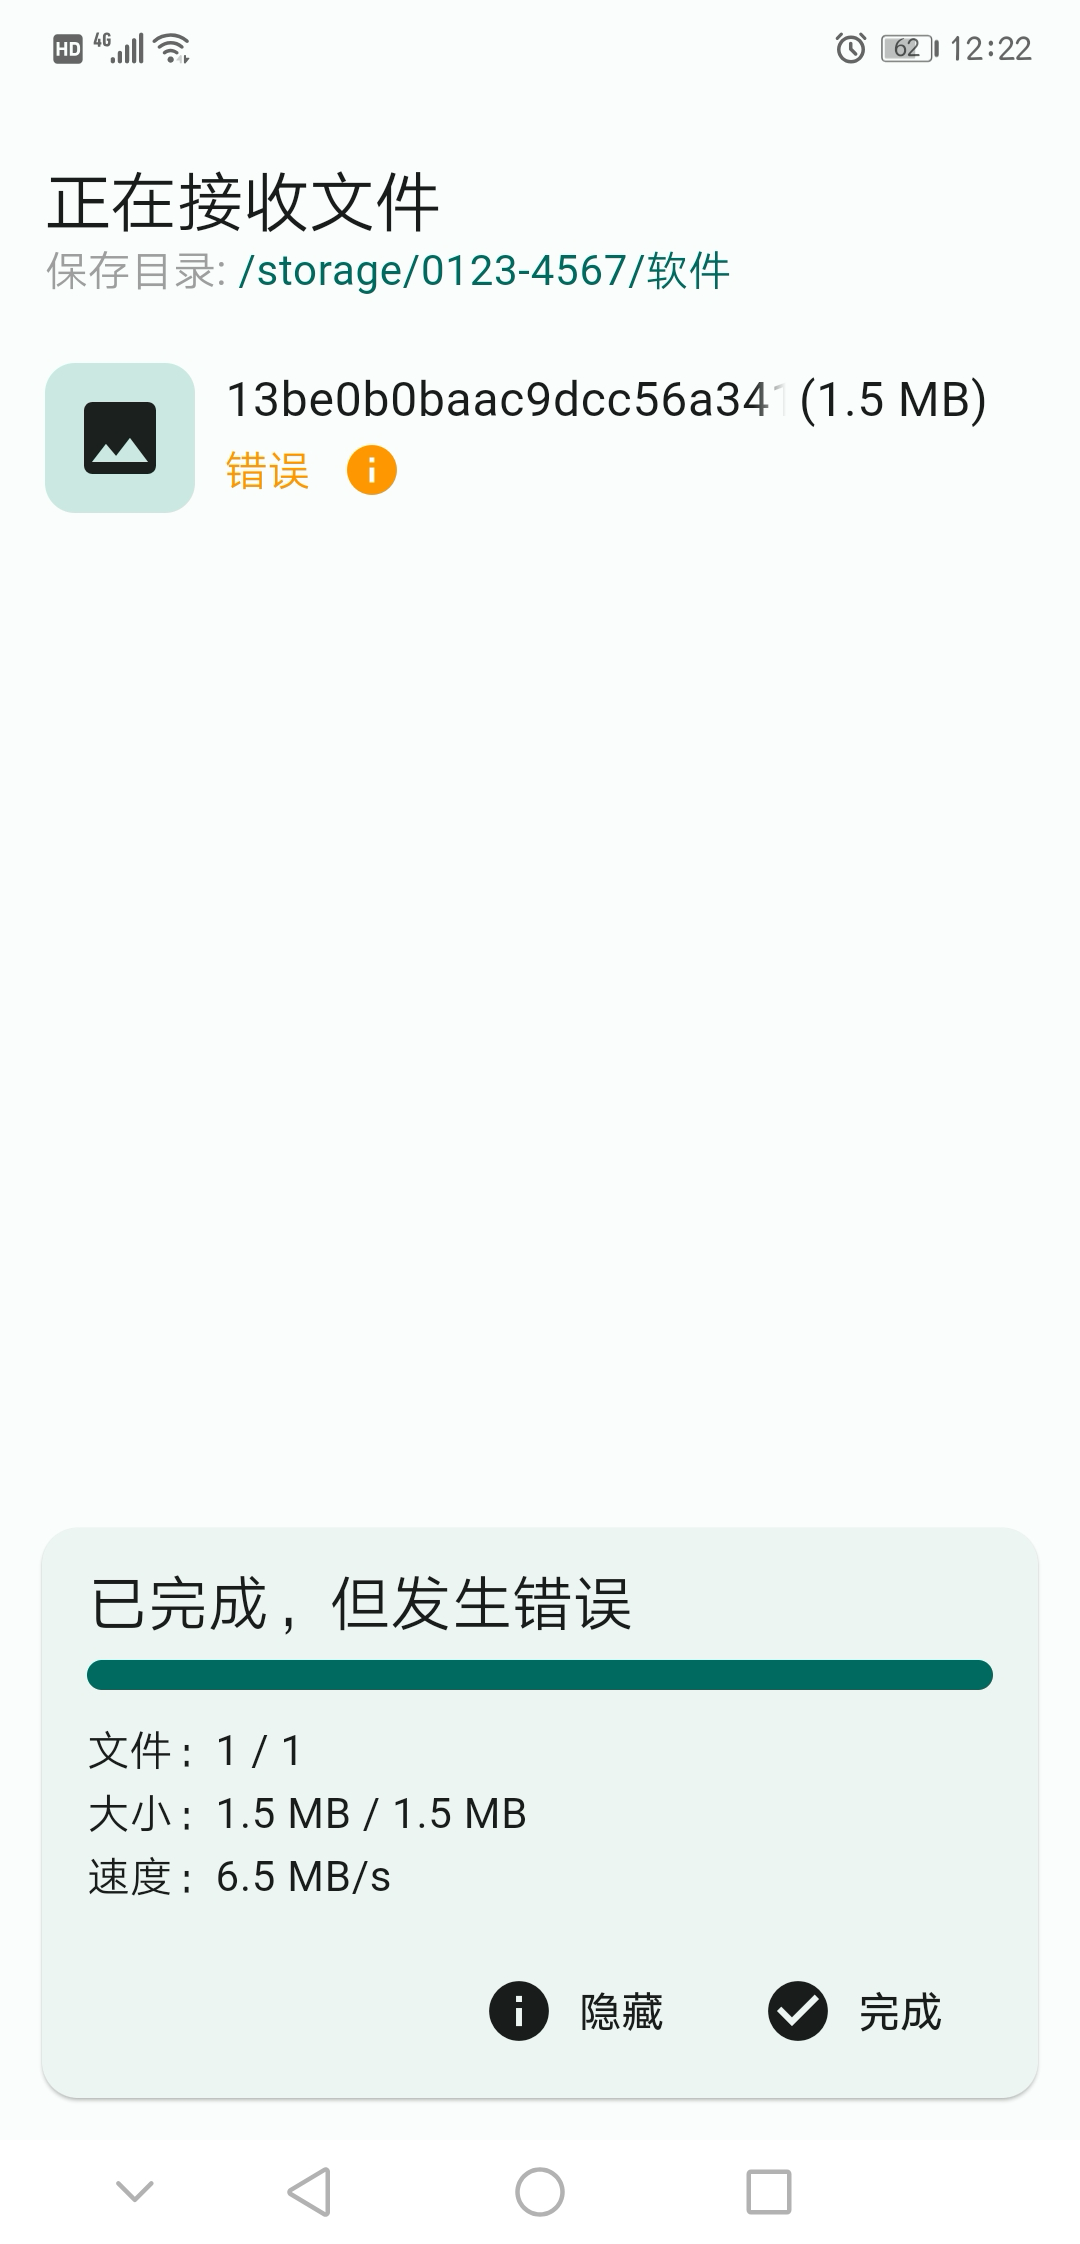 HD 4G 62 12:22
正在接收文件
保存目录: /storage/0123-4567/软件
13be0b0baac9dcc56a341 (1.5 MB)
错误
已完成，但发生错误
文件：1 / 1
大小：1.5 MB / 1.5 MB
速度：6.5 MB/s
隐藏 完成